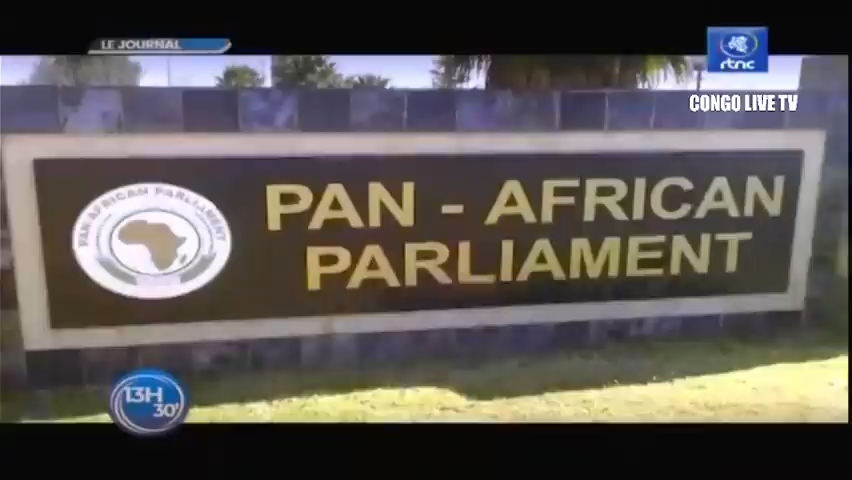 LE JOURNAL
rtnc
CONGO LIVE TV
PAN-AFRICAN PARLIAMENT
PAN - AFRICAN
PARLIAMENT
13H
30'